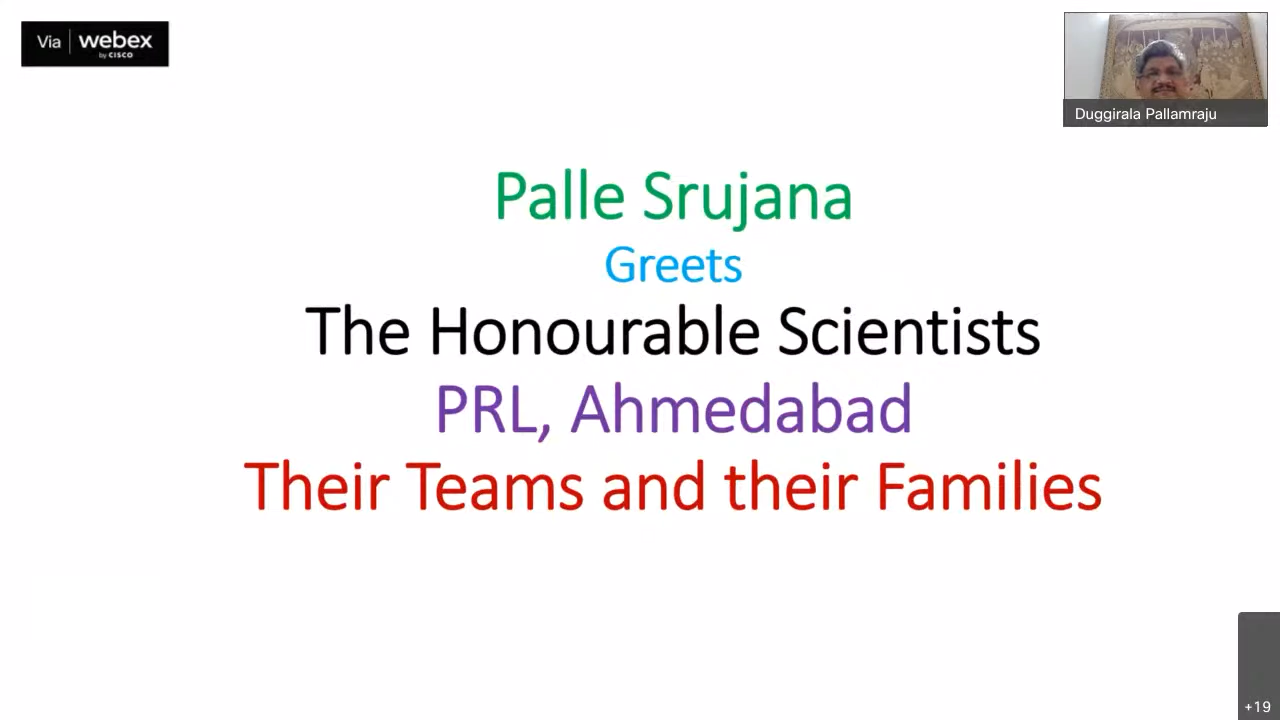 Via webex
by CISCO
Duggirala Pallamraju
Palle Srujana
Greets
The Honourable Scientists
PRL, Ahmedabad
Their Teams and their Families
+19